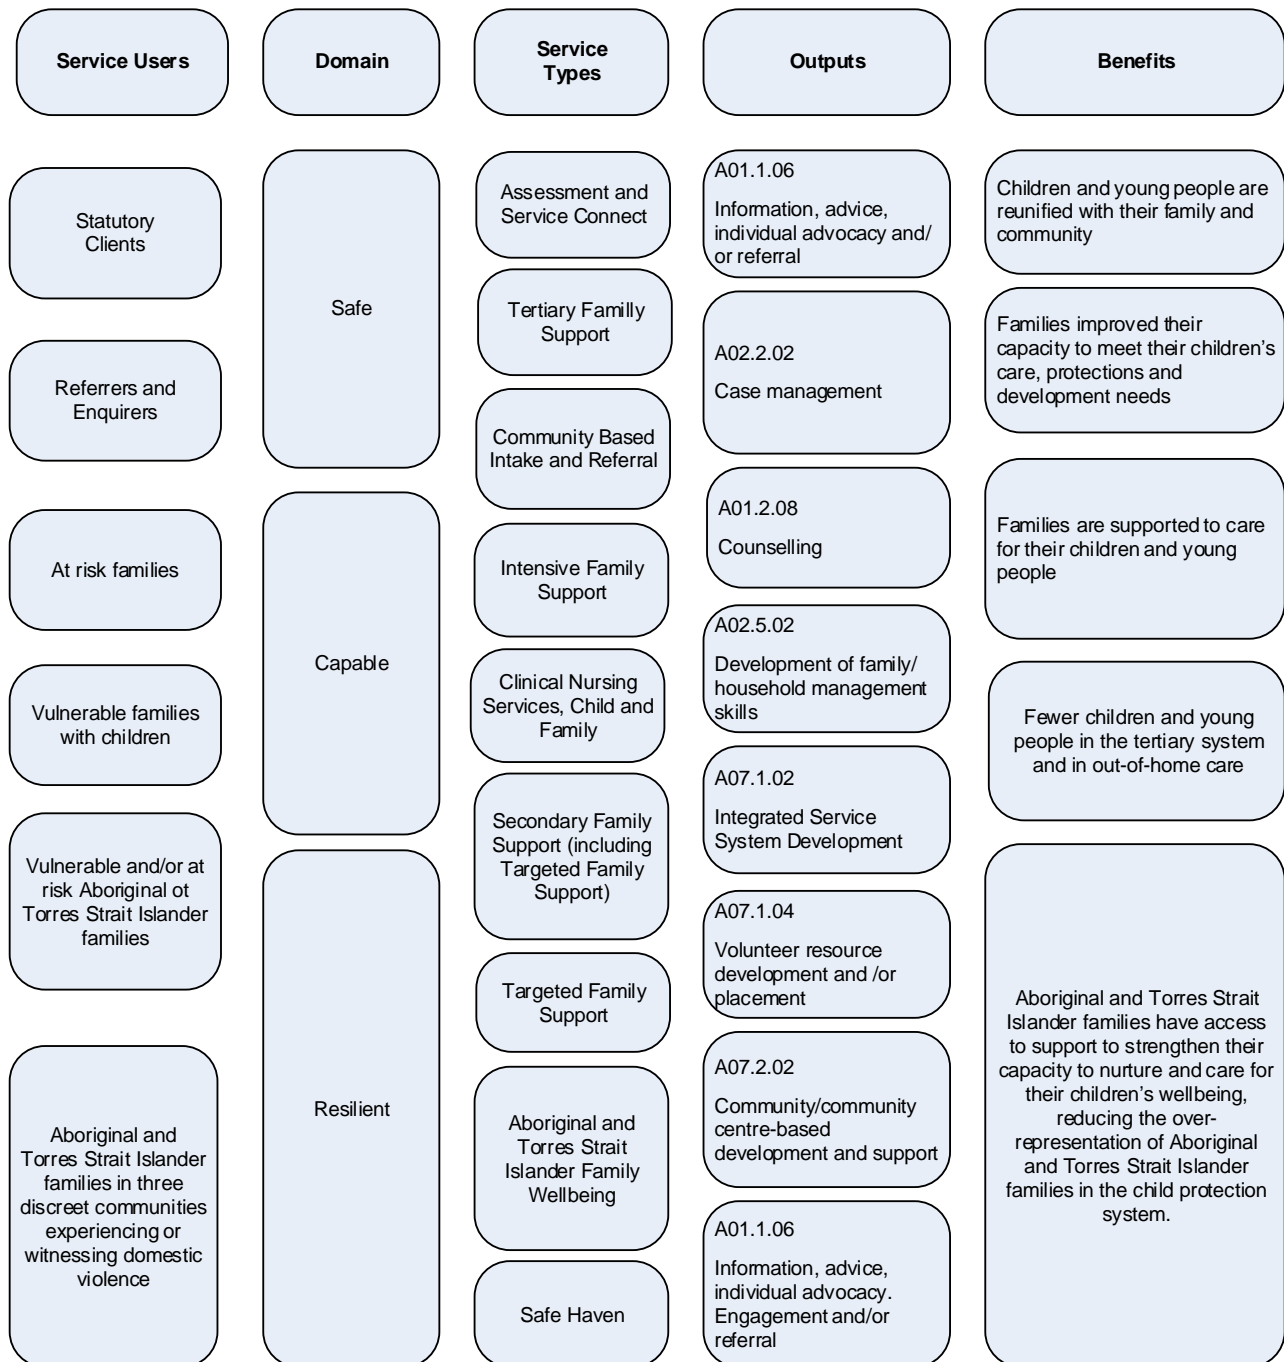 Service Users
Domain
Service
Types
Outputs
Benefits
Statutory
Clients
Referrers and
Enquirers
At risk families
Vulnerable families
with children
Vulnerable and/or at
risk Aboriginal ot
Torres Strait Islander
families
Aboriginal and
Torres Strait Islander
families in three
discreet communities
experiencing or
witnessing domestic
violence
Safe
Capable
Resilient
Assessment and
Service Connect
Tertiary Familly
Support
Community Based
Intake and Referral
Intensive Family
Support
Clinical Nursing
Services, Child and
Family
Secondary Family
Support (including
Targeted Family
Support)
Targeted Family
Support
Aboriginal and
Torres Strait
Islander Family
Wellbeing
Safe Haven
A01.1.06
Information, advice,
individual advocacy and/
or referral
A02.2.02
Case management
A01.2.08
Counselling
A02.5.02
Development of family/
household management
skills
A07.1.02
Integrated Service
System Development
A07.1.04
Volunteer resource
development and /or
placement
A07.2.02
Community/community
centre-based
development and support
A01.1.06
Information, advice,
individual advocacy.
Engagement and/or
referral
Children and young people are
reunified with their family and
community
Families improved their
capacity to meet their children's
care, protections and
development needs
Families are supported to care
for their children and young
people
Fewer children and young
people in the tertiary system
and in out-of-home care
Aboriginal and Torres Strait
Islander families have access
to support to strengthen their
capacity to nurture and care for
their children's wellbeing,
reducing the over-
representation of Aboriginal
and Torres Strait Islander
families in the child protection
system.